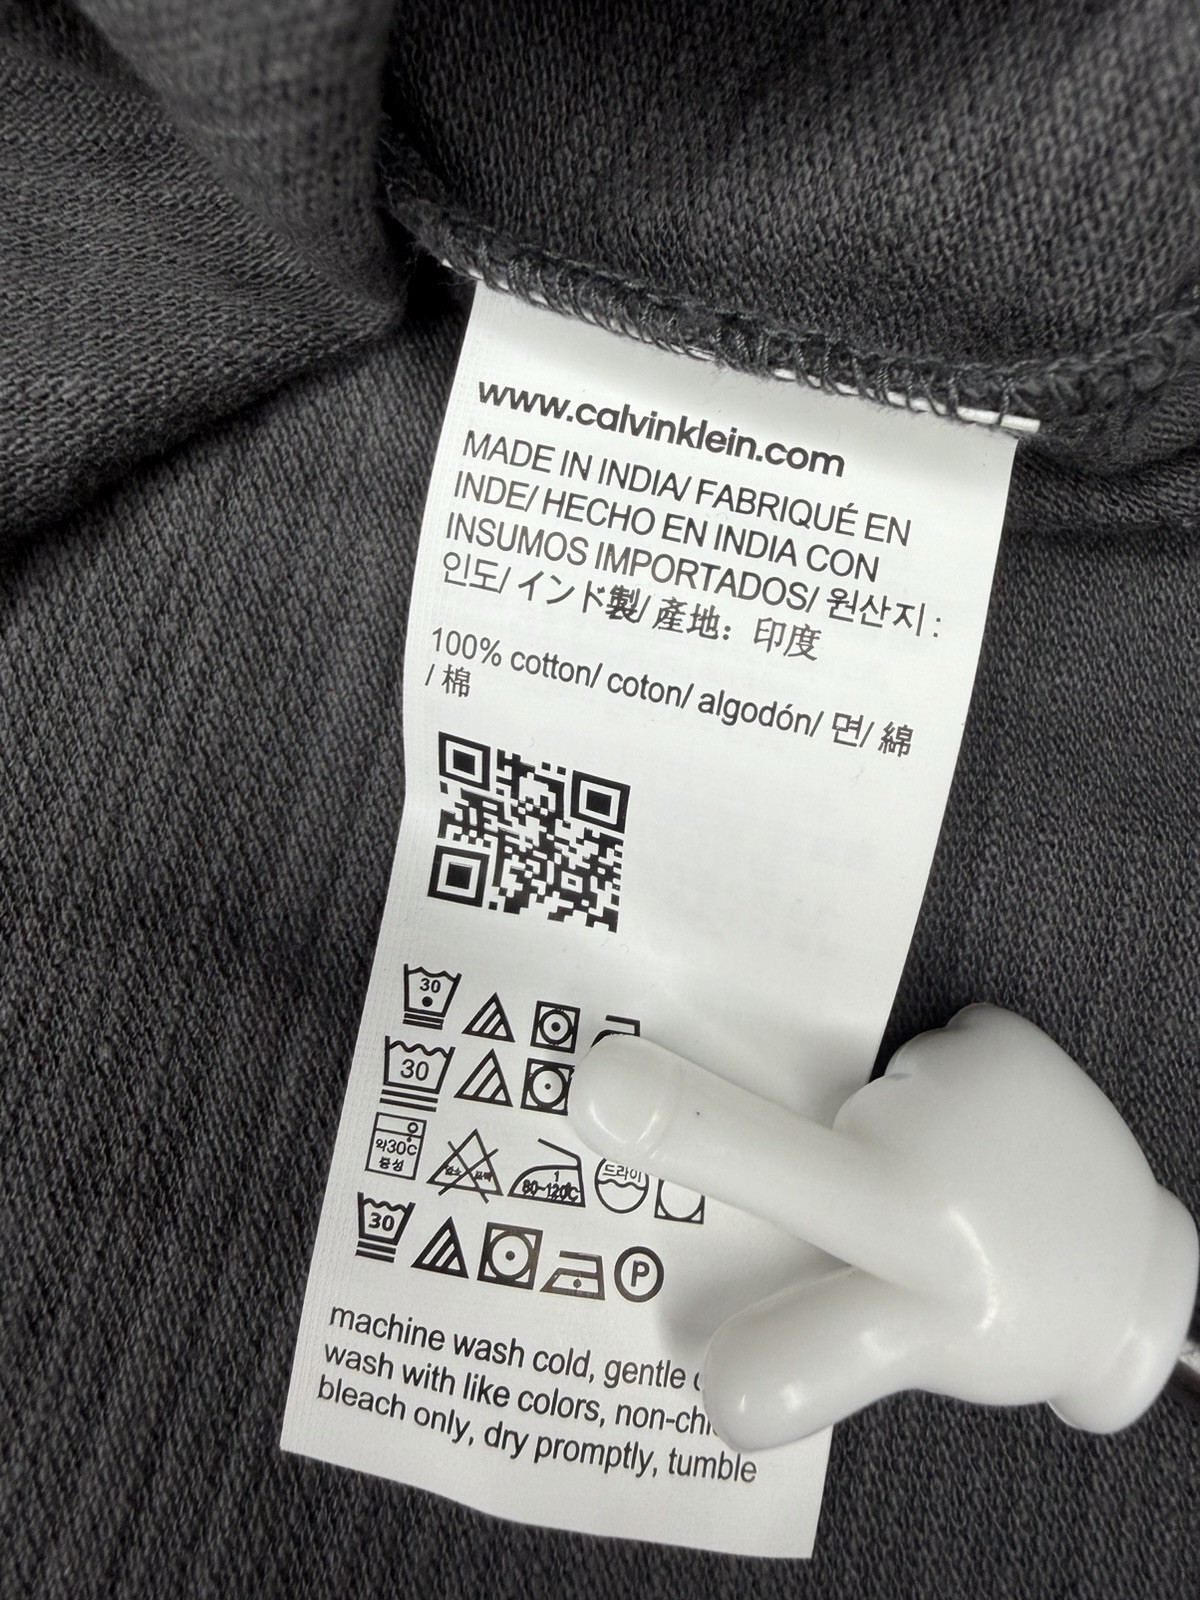 www.calvinklein.com
MADE IN INDIA/ FABRIQUÉ EN
INDE/ HECHO EN INDIA CON
INSUMOS IMPORTADOS/ 원산지 :
인도/ インド製/ 産地： 印度
100% cotton/ coton/ algodón/ 면/ 綿
/ 棉
30
30
약30℃
중성
1
80~120℃
드라이
30
P
machine wash cold, gentle
wash with like colors,
bleach only, dry promptly, tumble